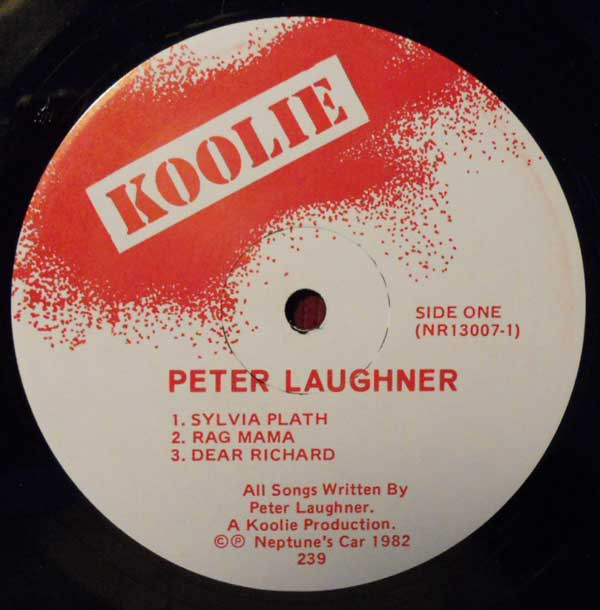 KOOLIE
SIDE ONE
(NR13007-1)
PETER LAUGHNER
1. SYLVIA PLATH
2. RAG MAMA
3. DEAR RICHARD
All Songs Written By
Peter Laughner.
A Koolie Production.
©℗ Neptune's Car 1982
239